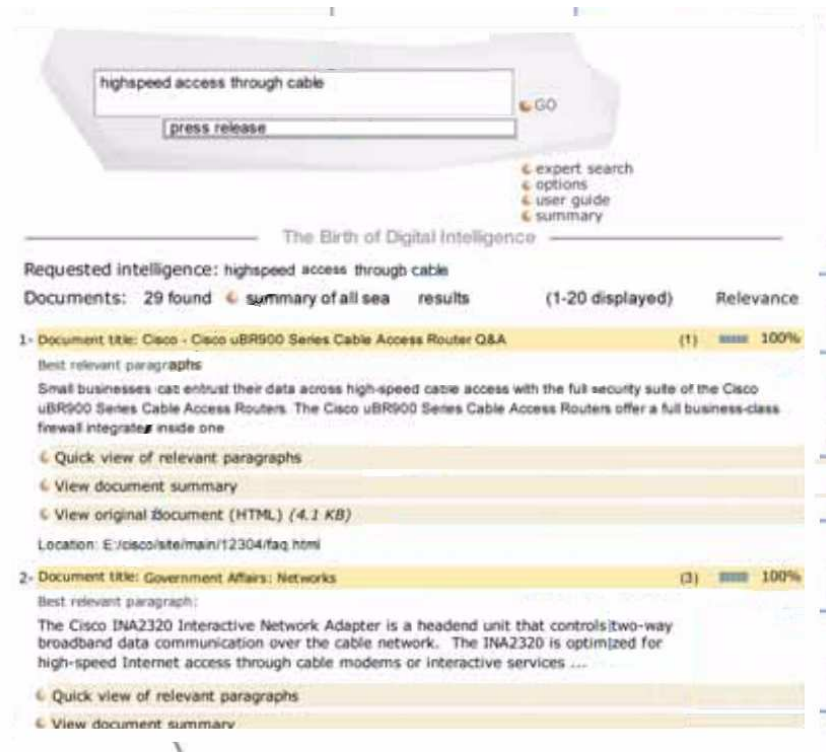 highspeed access through cable
GO
press release
expert search
options
user guide
summary
The Birth of Digital Intelligence
Requested intelligence: highspeed access through cable
Documents: 29 found summary of all sea results (1-20 displayed) Relevance
1- Document title: Cisco - Cisco uBR900 Series Cable Access Router Q&A (1) 100%
Best relevant paragraphs
Small businesses can entrust their data across high-speed cable access with the full security suite of the Cisco
uBR900 Series Cable Access Routers. The Cisco uBR900 Series Cable Access Routers offer a full business-class
firewall integrated inside one
Quick view of relevant paragraphs
View document summary
View original document (HTML) (4.1 KB)
Location: E:/cisco/site/main/12304/faq.html
2- Document title: Government Affairs: Networks (3) 100%
Best relevant paragraph:
The Cisco INA2320 Interactive Network Adapter is a headend unit that controls two-way
broadband data communication over the cable network. The INA2320 is optimized for
high-speed Internet access through cable modems or interactive services ...
Quick view of relevant paragraphs
View document summary